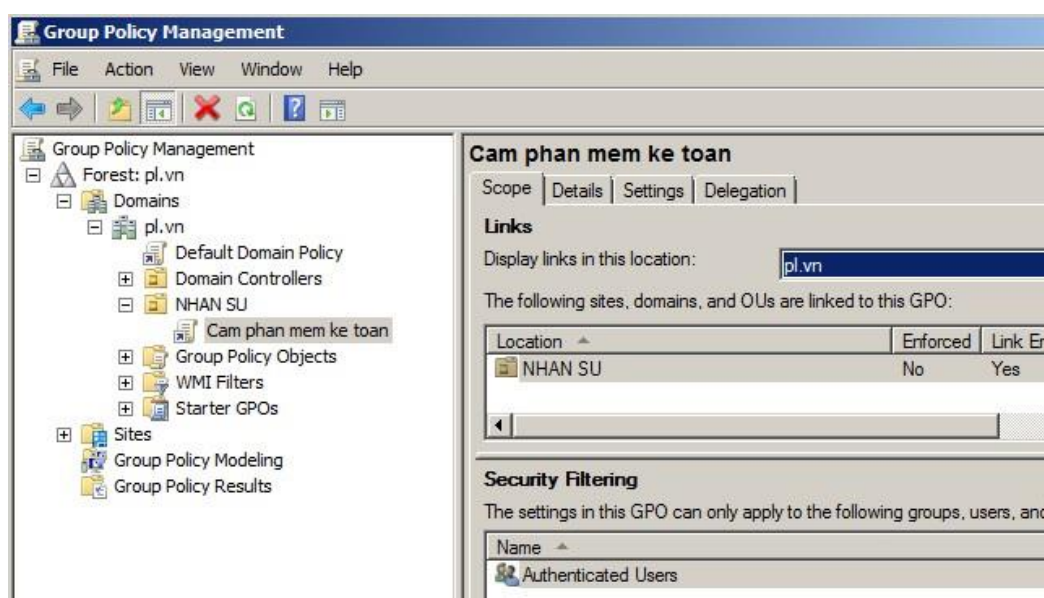 Group Policy Management
File Action View Window Help
Group Policy Management
Forest: pl.vn
Domains
pl.vn
Default Domain Policy
Domain Controllers
NHAN SU
Cam phan mem ke toan
Group Policy Objects
WMI Filters
Starter GPOs
Sites
Group Policy Modeling
Group Policy Results
Cam phan mem ke toan
Scope Details Settings Delegation
Links
Display links in this location: pl.vn
The following sites, domains, and OUs are linked to this GPO:
Location Enforced Link En
NHAN SU No Yes
Security Filtering
The settings in this GPO can only apply to the following groups, users, and
Name
Authenticated Users